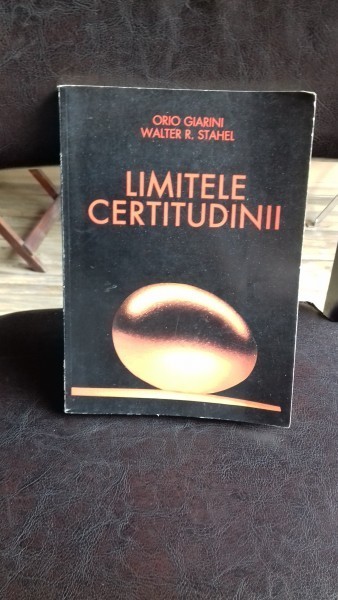 ORIO GIARINI
WALTER R. STAHEL
LIMITELE
CERTITUDINII